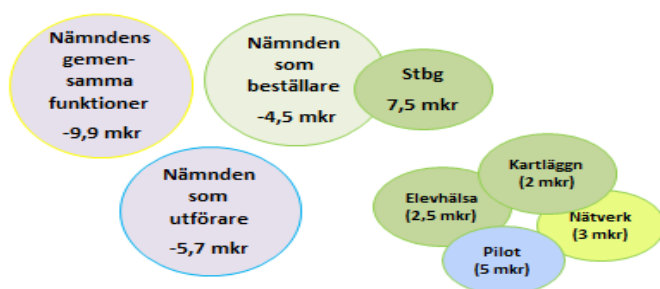 Nämndens
gemen-
samma
funktioner
-9,9 mkr
Nämnden
som
beställare
-4,5 mkr
Stbg
7,5 mkr
Nämnden
som
utförare
-5,7 mkr
Kartläggn
(2 mkr)
Elevhälsa
(2,5 mkr)
Nätverk
(3 mkr)
Pilot
(5 mkr)